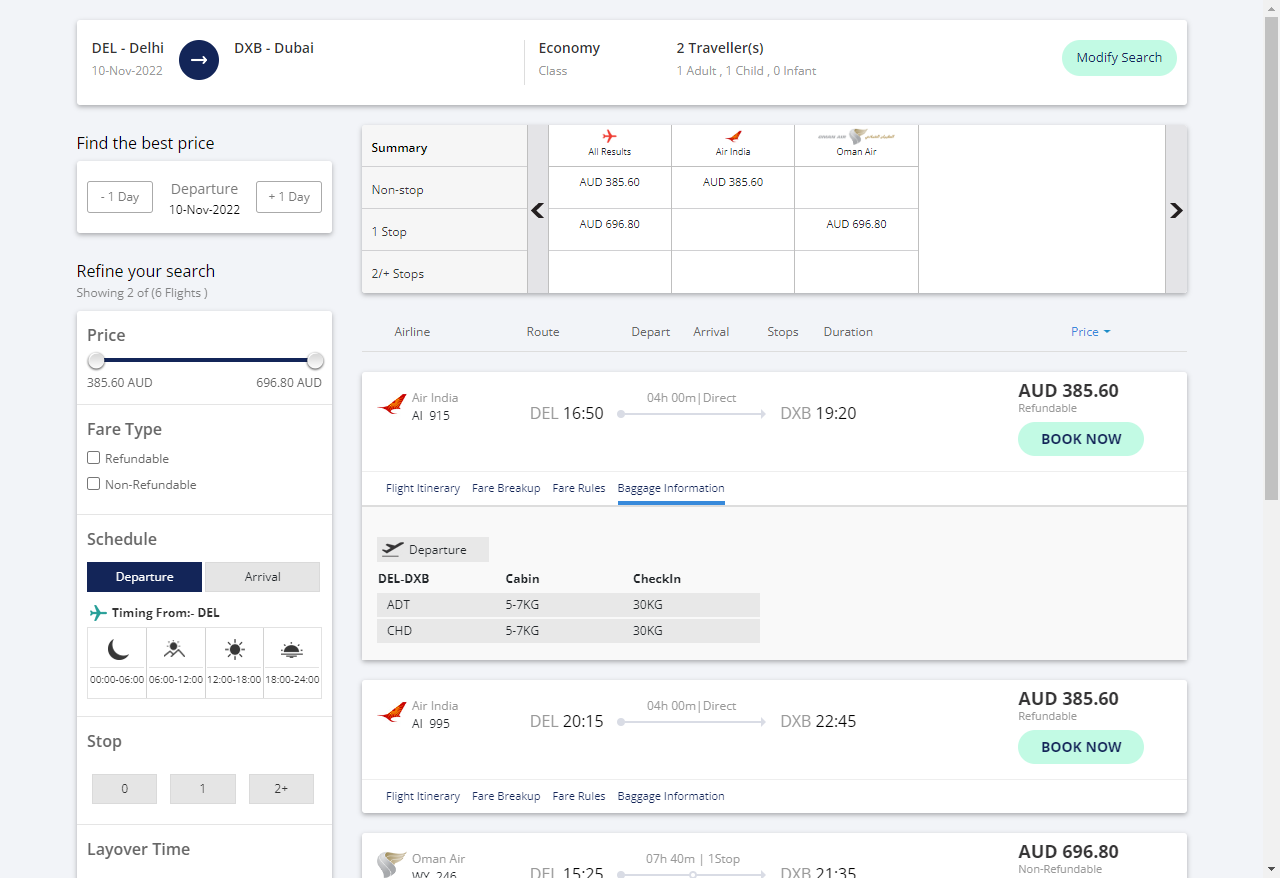 DEL - Delhi
DXB - Dubai
Economy
2 Traveller(s)
10-Nov-2022
Class
1 Adult , 1 Child , 0 Infant
Modify Search
Find the best price
- 1 Day
Departure
10-Nov-2022
+ 1 Day
Refine your search
Showing 2 of (6 Flights )
Price
385.60 AUD
696.80 AUD
Fare Type
Refundable
Non-Refundable
Schedule
Departure
Arrival
Timing From:- DEL
00:00-06:00
06:00-12:00
12:00-18:00
18:00-24:00
Stop
0
1
2+
Layover Time
Summary
All Results
Air India
Oman Air
Non-stop
AUD 385.60
AUD 385.60
1 Stop
AUD 696.80
AUD 696.80
2/+ Stops
Airline
Route
Depart
Arrival
Stops
Duration
Price
Air India
AI 915
DEL 16:50
04h 00m|Direct
DXB 19:20
AUD 385.60
Refundable
BOOK NOW
Flight Itinerary
Fare Breakup
Fare Rules
Baggage Information
Departure
DEL-DXB
Cabin
CheckIn
ADT
5-7KG
30KG
CHD
5-7KG
30KG
Air India
AI 995
DEL 20:15
04h 00m|Direct
DXB 22:45
AUD 385.60
Refundable
BOOK NOW
Flight Itinerary
Fare Breakup
Fare Rules
Baggage Information
Oman Air
WY 246
DEL 15:25
07h 40m | 1Stop
DXB 21:35
AUD 696.80
Non-Refundable